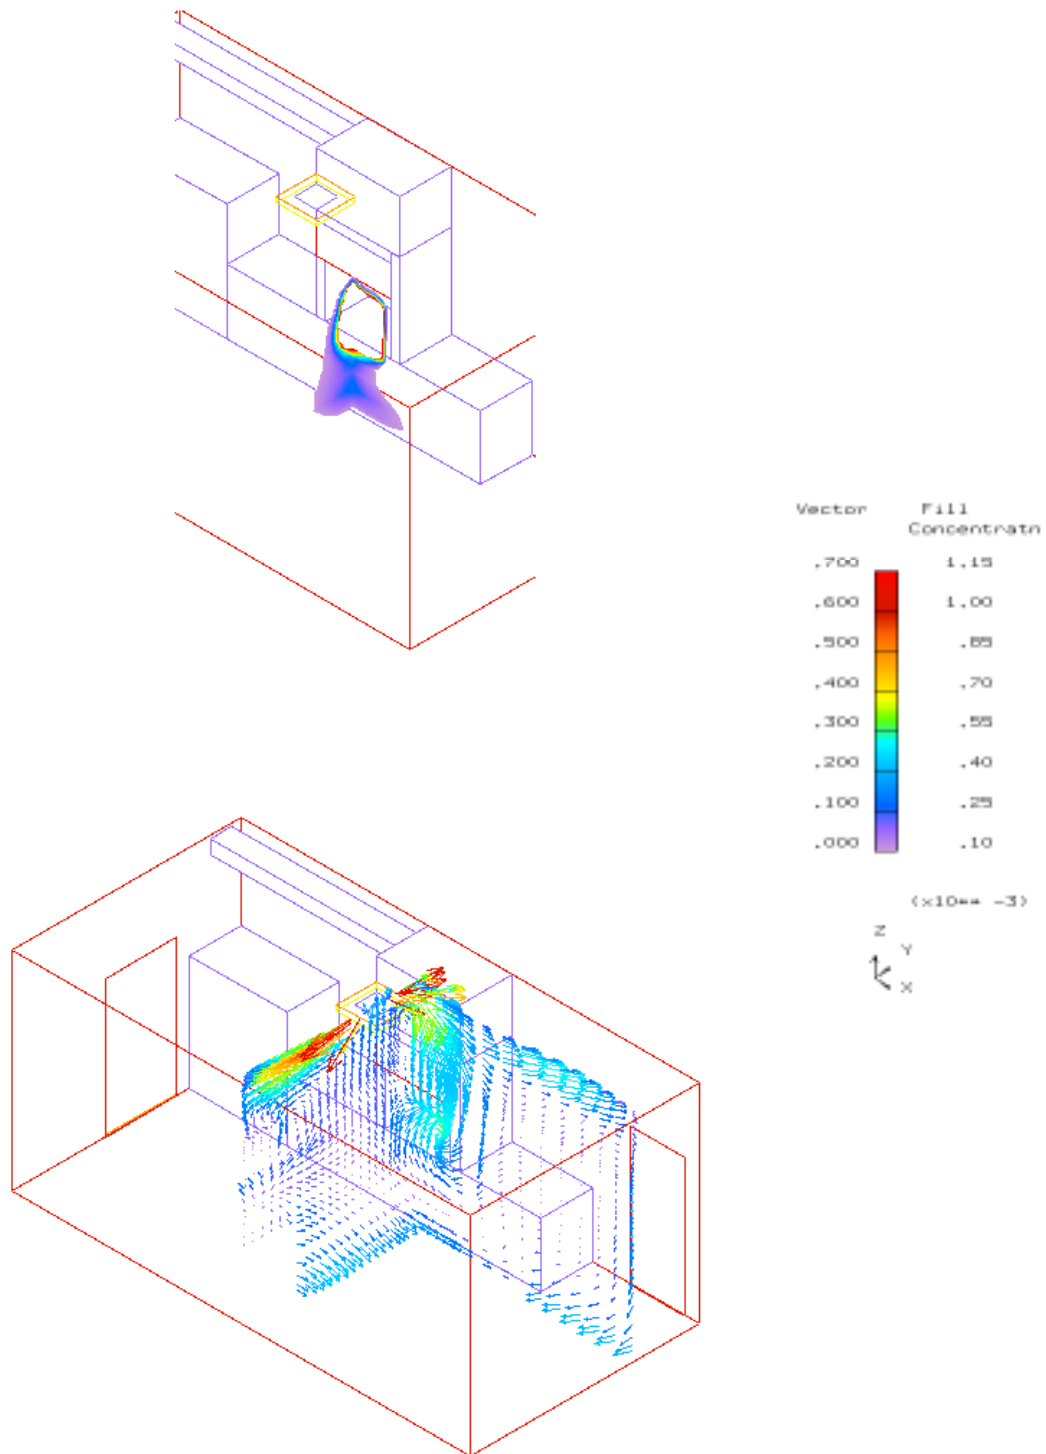 Vector Fill
Concentratn
.700 1.15
.600 1.00
.500 .85
.400 .70
.300 .55
.200 .40
.100 .25
.000 .10
(x10** -3)
Z
Y
X